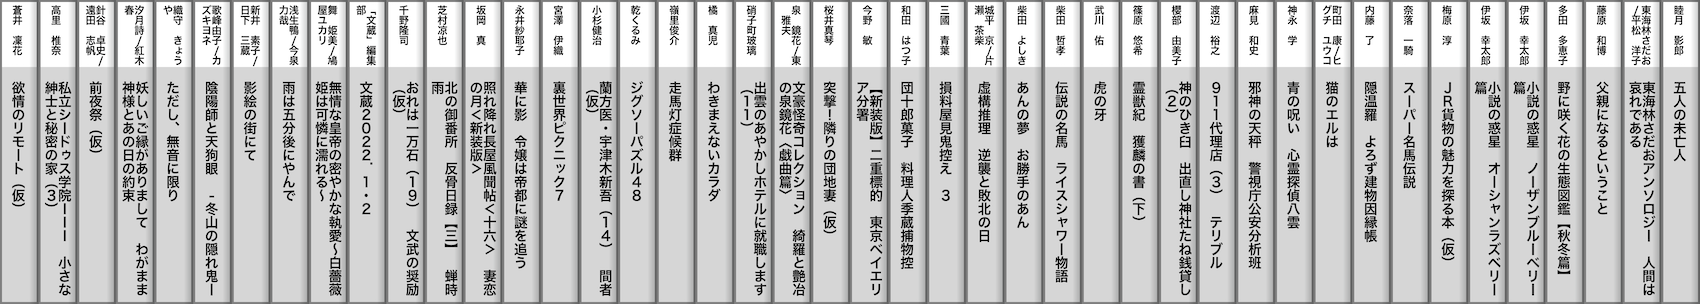 睦月 影郎
五人の未亡人
東海林さだお
/平松 洋子
東海林さだおアンソロジー 人間は
哀れである
藤原 和博
父親になるということ
多田 多恵子
野に咲く花の生態図鑑【秋冬篇】
伊坂 幸太郎
小説の惑星 ノーザンブルーベリー
篇
伊坂 幸太郎
小説の惑星 オーシャンラズベリー
篇
梅原 淳
JR貨物の魅力を探る本（仮）
奈落 一騎
スーパー名馬伝説
内藤 了
隠温羅 よろず建物因縁帳
町田 康/ヒ
グチ ユウコ
猫のエルは
神永 学
青の呪い 心霊探偵八雲
麻見 和史
邪神の天秤 警視庁公安分析班
渡辺 裕之
911代理店（3） テリブル
櫻部 由美子
神のひき臼 出直し神社たね銭貸し
（2）
篠原 悠希
霊獣紀 獲麟の書（下）
武川 佑
虎の牙
柴田 哲孝
伝説の名馬 ライスシャワー物語
柴田 よしき
あんの夢 お勝手のあん
城平 京/片
瀬 茶柴
虚構推理 逆襲と敗北の日
三國 青葉
損料屋見鬼控え 3
和田 はつ子
団十郎菓子 料理人季蔵捕物控
今野 敏
【新装版】二重標的 東京ベイエリ
ア分署
桜井真琴
突撃！隣りの団地妻（仮）
泉 鏡花/東
雅夫
文豪怪奇コレクション 綺羅と艶冶
の泉鏡花〈戯曲篇〉
硝子町玻璃
出雲のあやかしホテルに就職します
（11）
橘 真児
わきまえないカラダ
嶺里俊介
走馬灯症候群
乾くるみ
ジグソーパズル48
小杉健治
蘭方医・宇津木新吾（14） 間者
（仮）
宮澤 伊織
裏世界ピクニック7
永井紗耶子
華に影 令嬢は帝都に謎を追う
坂岡 真
照れ降れ長屋風聞帖＜十六＞ 妻恋
の月＜新装版＞
芝村凉也
北の御番所 反骨日録【三】 蝉時
雨
千野隆司
おれは一万石（19） 文武の奨励
（仮）
「文蔵」編集
部
文蔵2022．1・2
舞 姫美/鳩
屋ユカリ
無情な皇帝の密やかな執愛～白薔薇
姫は可憐に濡れる～
浅生鴨/今泉
力哉
雨は五分後にやんで
新井 素子/
日下 三蔵
影絵の街にて
歌峰由子/カ
ズキヨネ
陰陽師と天狗眼 -冬山の隠れ鬼ー
織守 きょう
や
ただし、無音に限り
汐月詩/紅木
春
妖しいご縁がありまして わがまま
神様とあの日の約束
針谷 卓史/
遠田 志帆
前夜祭（仮）
高里 椎奈
私立シードゥス学院ーーー 小さな
紳士と秘密の家（3）
蒼井 凜花
欲情のリモート（仮）